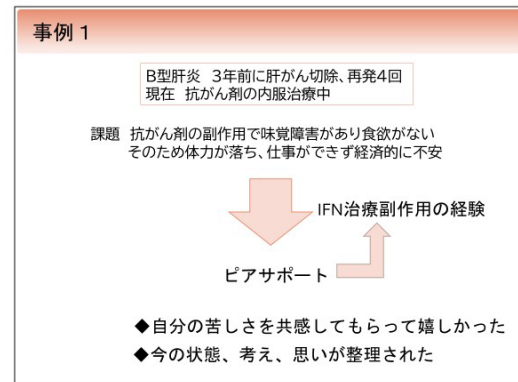 事例1
B型肝炎 3年前に肝がん切除、再発4回
現在 抗がん剤の内服治療中
課題 抗がん剤の副作用で味覚障害があり食欲がない
そのため体力が落ち、仕事ができず経済的に不安
IFN治療副作用の経験
ピアサポート
◆自分の苦しさを共感してもらって嬉しかった
◆今の状態、考え、思いが整理された